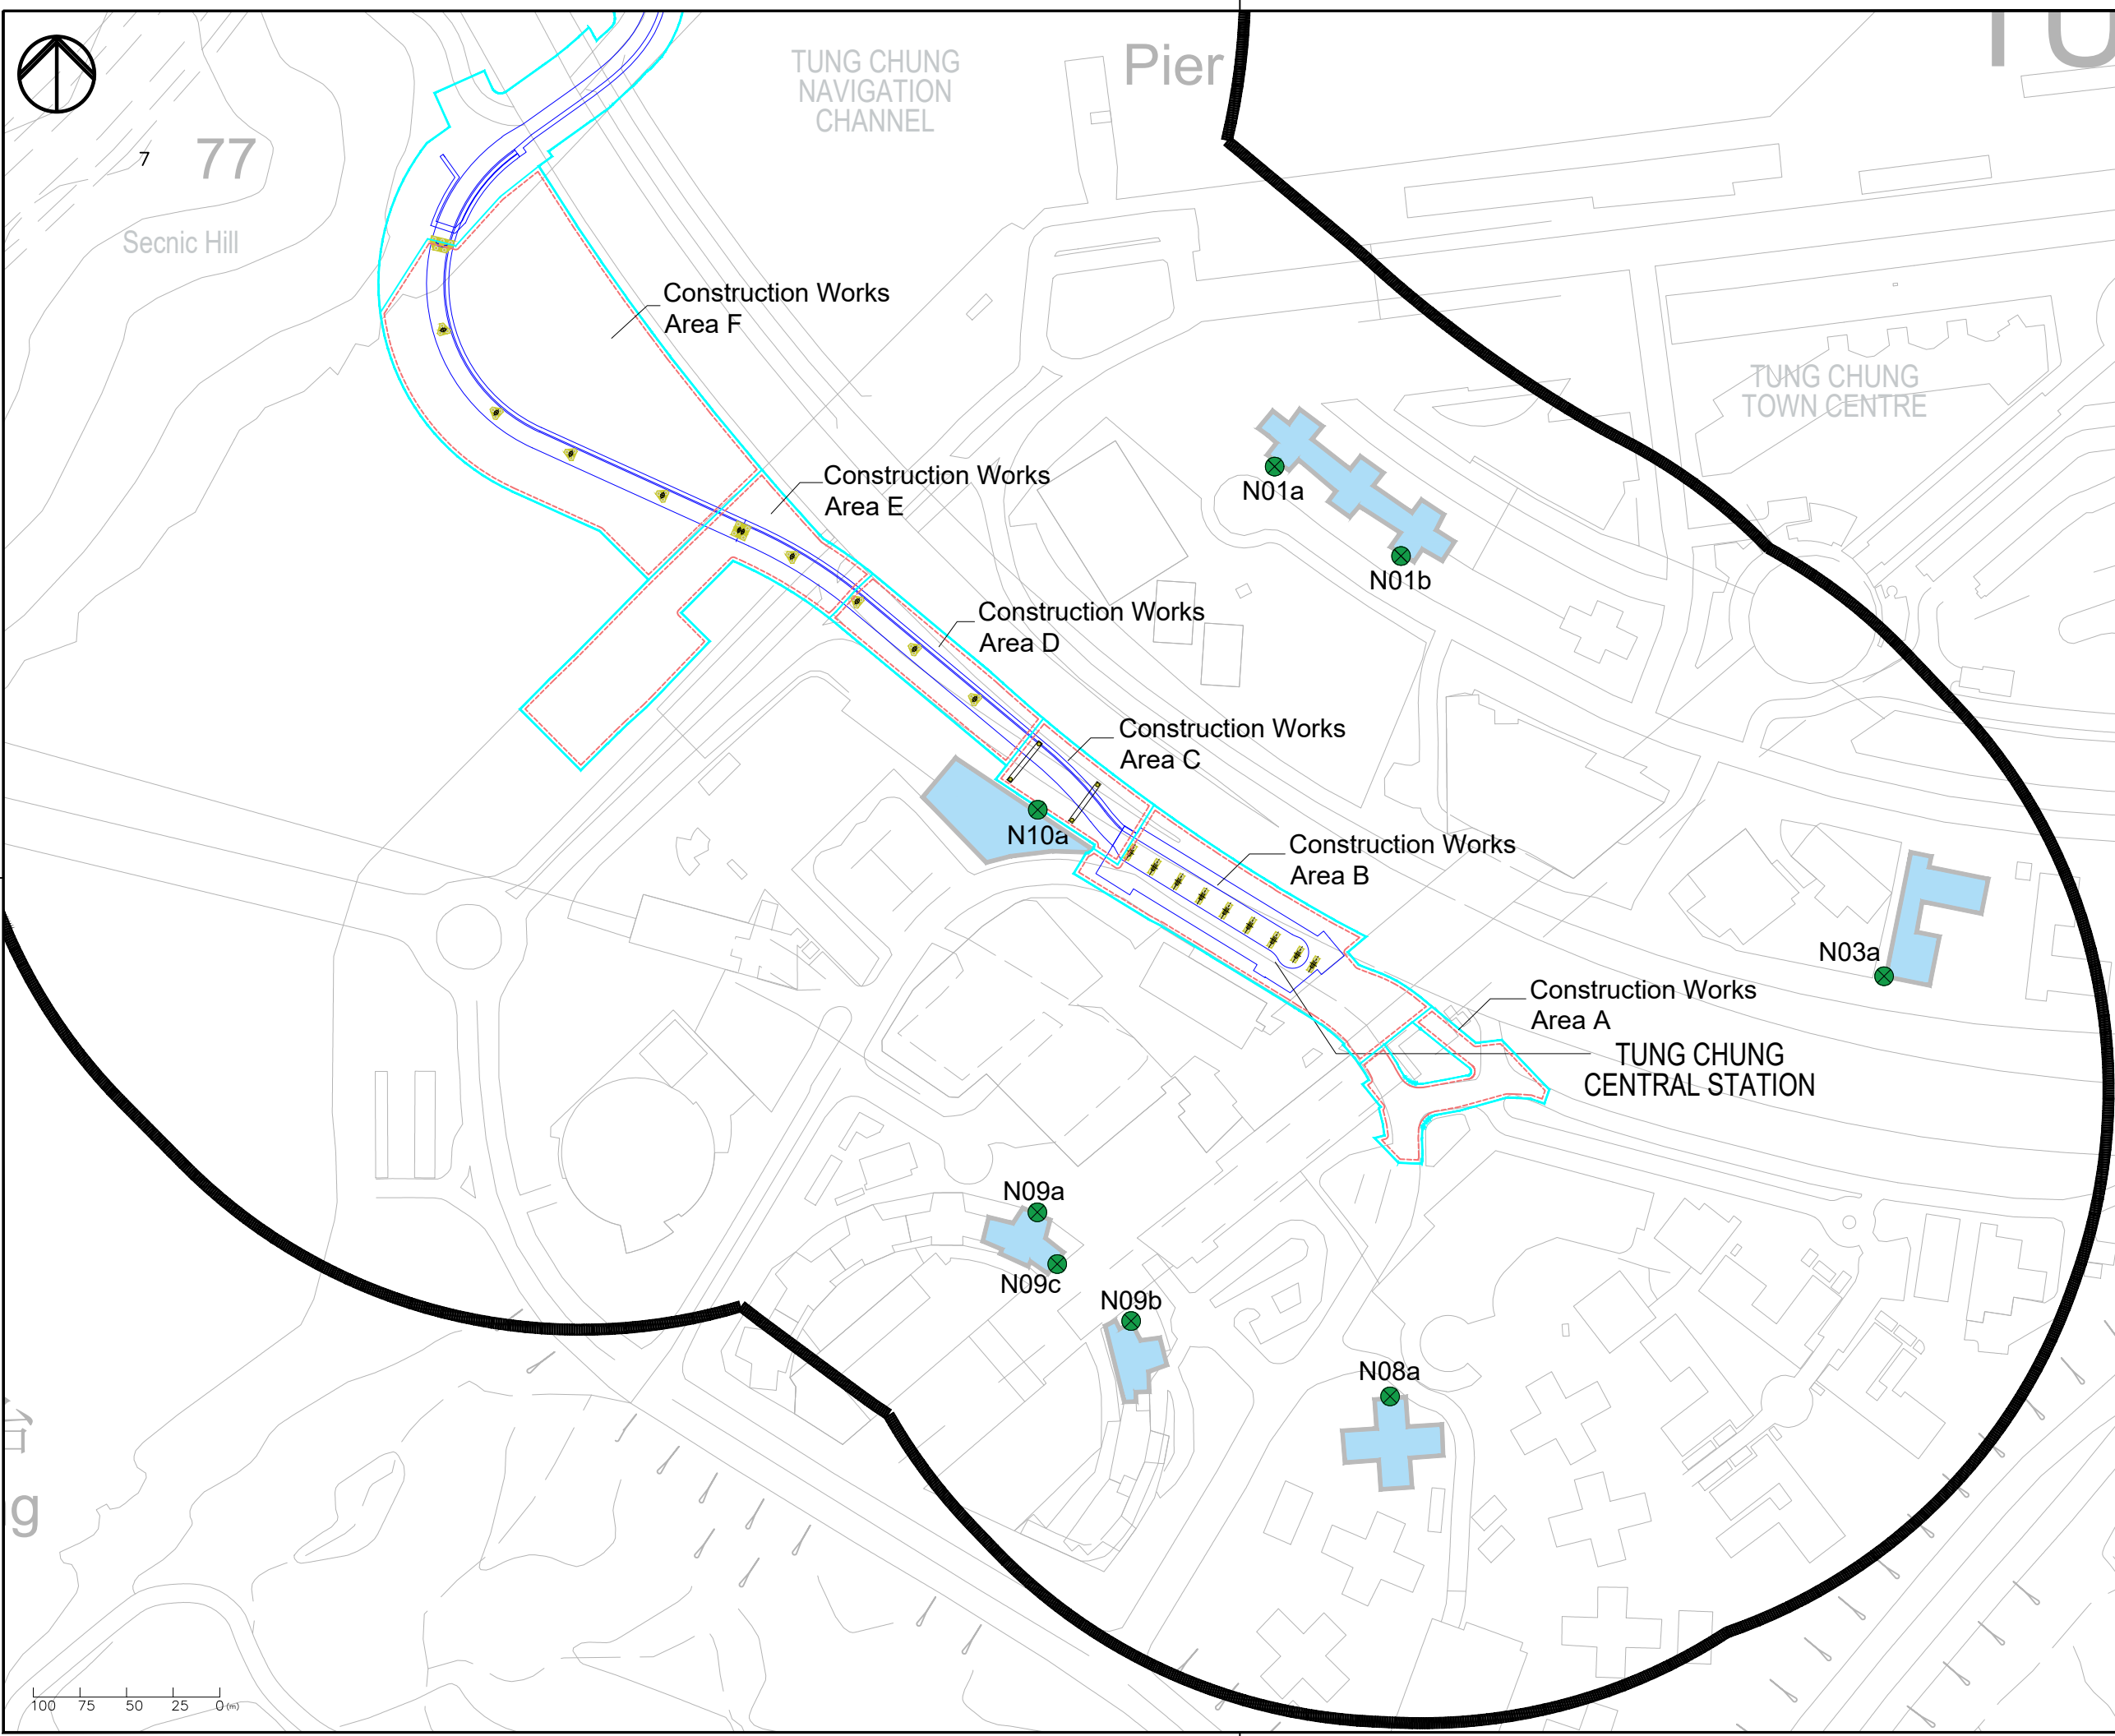 TUNG CHUNG
NAVIGATION
CHANNEL
Pier
TU
77
7
Secnic Hill
Construction Works
Area F
TUNG CHUNG
TOWN CENTRE
Construction Works
Area E
N01a
N01b
Construction Works
Area D
Construction Works
Area C
N10a
Construction Works
Area B
N03a
Construction Works
Area A
TUNG CHUNG
CENTRAL STATION
N09a
N09c
N09b
N08a
g
100 75 50 25 0 (m)